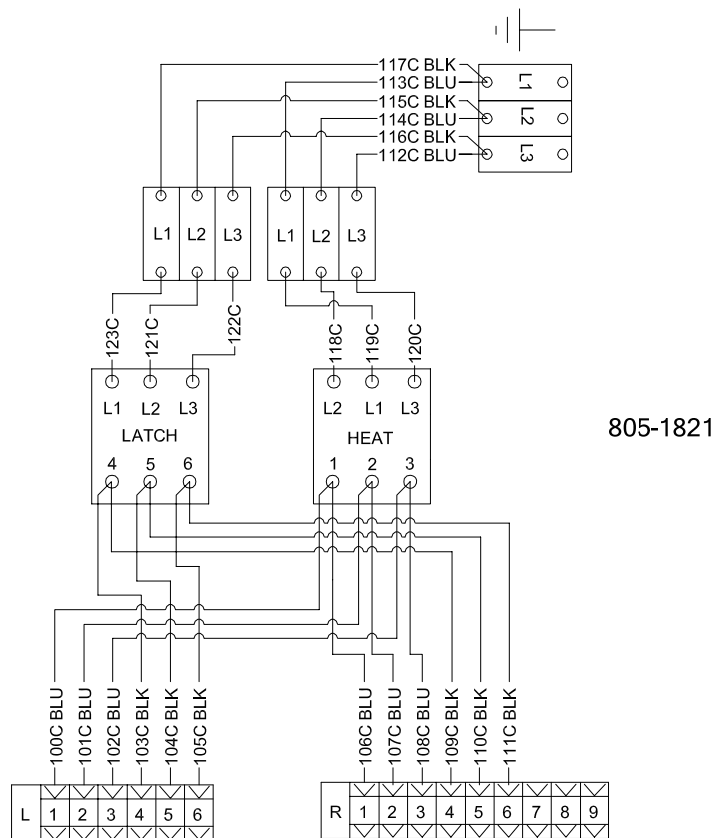 117C BLK
113C BLU
115C BLK
114C BLU
116C BLK
112C BLU
L1
L2
L3
L1 L2 L3
L1 L2 L3
123C 121C 122C
118C 119C 120C
L1 L2 L3
LATCH
4 5 6
L2 L1 L3
HEAT
1 2 3
805-1821
100C BLU
101C BLU
102C BLU
103C BLK
104C BLK
105C BLK
106C BLU
107C BLU
108C BLU
109C BLK
110C BLK
111C BLK
L 1 2 3 4 5 6
R 1 2 3 4 5 6 7 8 9